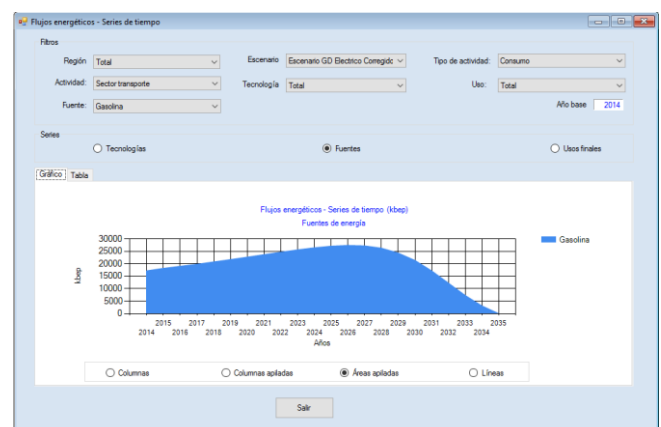 Flujos energéticos - Series de tiempo
Filtros
Región Total Escenario Escenario GD Electrico Corregidc Tipo de actividad: Consumo
Actividad: Sector transporte Tecnología Total Uso: Total
Fuente: Gasolina Año base 2014
Series
Tecnologías Fuentes Usos finales
Gráfico Tabla
Flujos energéticos - Series de tiempo (kbep)
Fuentes de energía
30000
25000
20000
15000
10000
5000
0
kbep
Gasolina
2015 2017 2019 2021 2023 2025 2027 2029 2031 2033 2035
2014 2016 2018 2020 2022 2024 2026 2028 2030 2032 2034
Años
Columnas Columnas apiladas Áreas apiladas Líneas
Salir